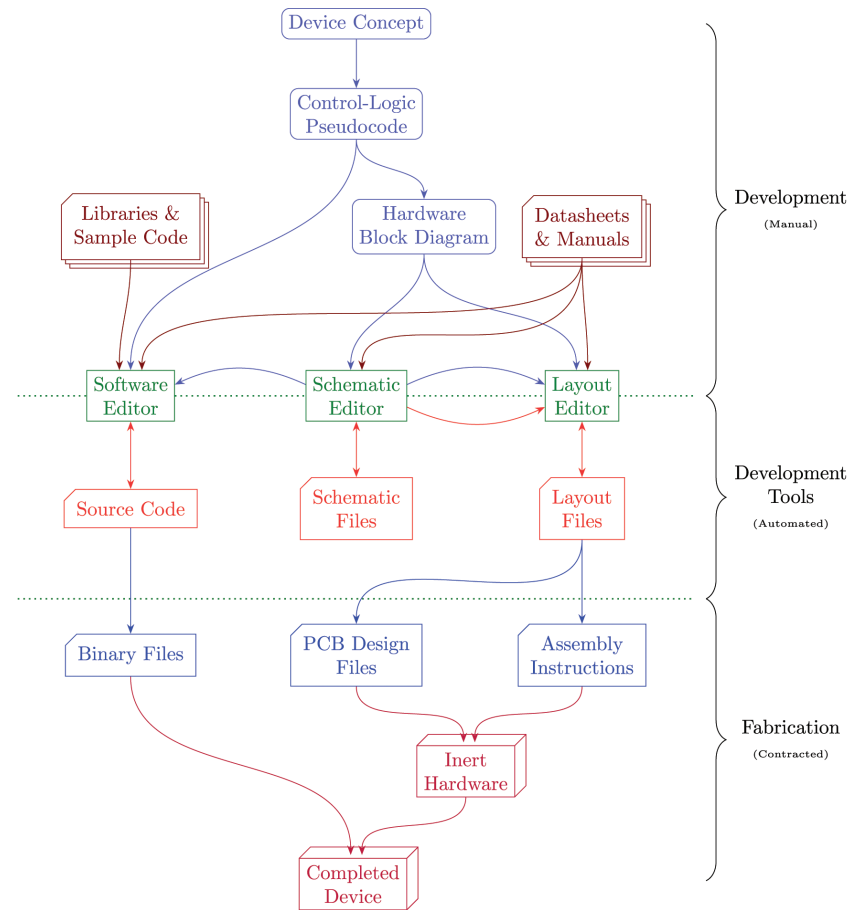 Device Concept
Control-Logic
Pseudocode
Libraries &
Sample Code
Hardware
Block Diagram
Datasheets
& Manuals
Development
(Manual)
Software
Editor
Schematic
Editor
Layout
Editor
Source Code
Schematic
Files
Layout
Files
Development
Tools
(Automated)
Binary Files
PCB Design
Files
Assembly
Instructions
Inert
Hardware
Fabrication
(Contracted)
Completed
Device